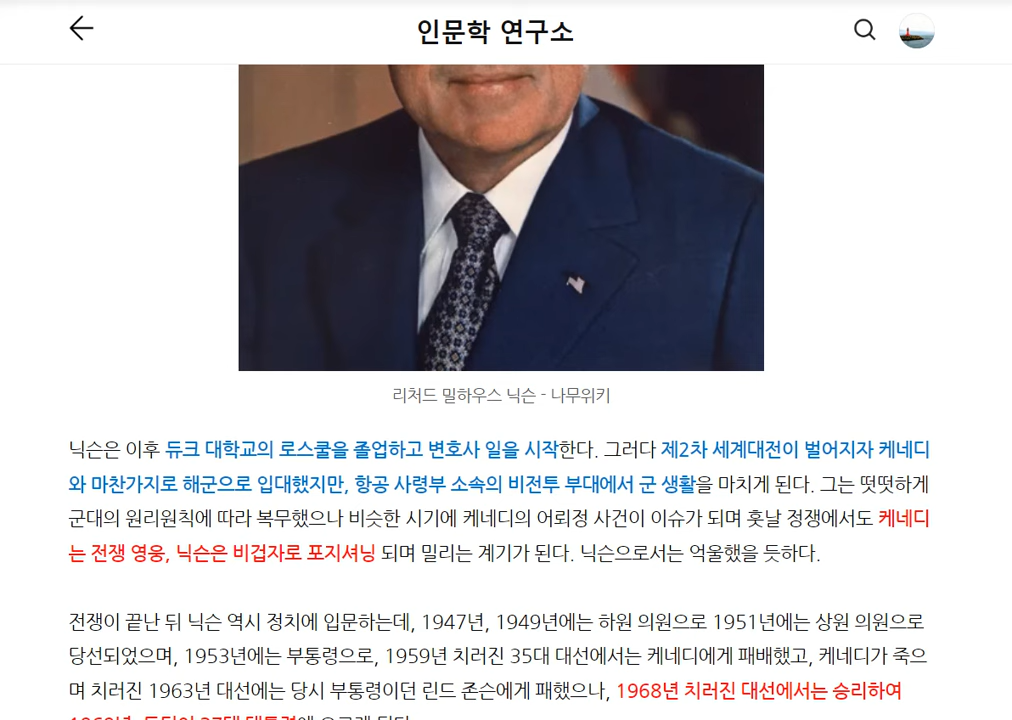 인문학 연구소
리처드 밀하우스 닉슨 - 나무위키
닉슨은 이후 듀크 대학교의 로스쿨을 졸업하고 변호사 일을 시작한다. 그러다 제2차 세계대전이 벌어지자 케네디
와 마찬가지로 해군으로 입대했지만, 항공 사령부 소속의 비전투 부대에서 군 생활을 마치게 된다. 그는 떳떳하게
군대의 원리원칙에 따라 복무했으나 비슷한 시기에 케네디의 어뢰정 사건이 이슈가 되며 훗날 정쟁에서도 케네디
는 전쟁 영웅, 닉슨은 비겁자로 포지셔닝 되며 밀리는 계기가 된다. 닉슨으로서는 억울했을 듯하다.
전쟁이 끝난 뒤 닉슨 역시 정치에 입문하는데, 1947년, 1949년에는 하원 의원으로 1951년에는 상원 의원으로
당선되었으며, 1953년에는 부통령으로, 1959년 치러진 35대 대선에서는 케네디에게 패배했고, 케네디가 죽으
며 치러진 1963년 대선에는 당시 부통령이던 린드 존슨에게 패했으나, 1968년 치러진 대선에서는 승리하여